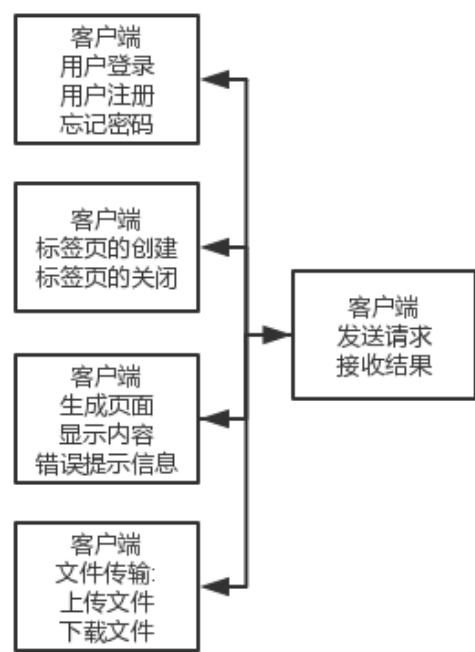 客户端
用户登录
用户注册
忘记密码
客户端
标签页的创建
标签页的关闭
客户端
发送请求
接收结果
客户端
生成页面
显示内容
错误提示信息
客户端
文件传输:
上传文件
下载文件